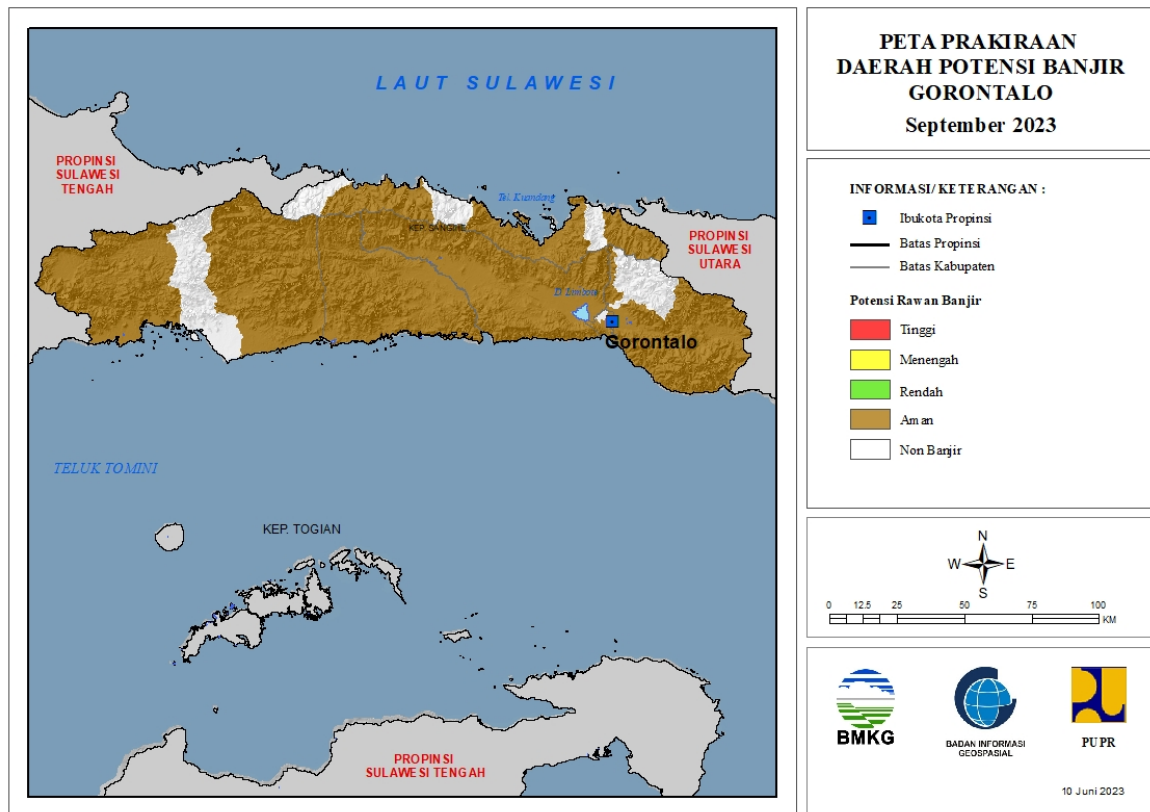 LAUT SULAWESI
PROPINSI
SULAWESI
TENGAH
Tel. Kuandang
KEP. SANGIHE
PROPINSI
SULAWESI
UTARA
D. Limboto
Gorontalo
TELUK TOMINI
KEP. TOGIAN
PROPINSI
SULAWESI TENGAH
PETA PRAKIRAAN
DAERAH POTENSI BANJIR
GORONTALO
September 2023
INFORMASI/ KETERANGAN :
Ibukota Propinsi
Batas Propinsi
Batas Kabupaten
Potensi Rawan Banjir
Tinggi
Menengah
Rendah
Aman
Non Banjir
N
W E
S
0 12.5 25 50 75 100
KM
BMKG
BADAN INFORMASI
GEOSPASIAL
PUPR
10 Juni 2023